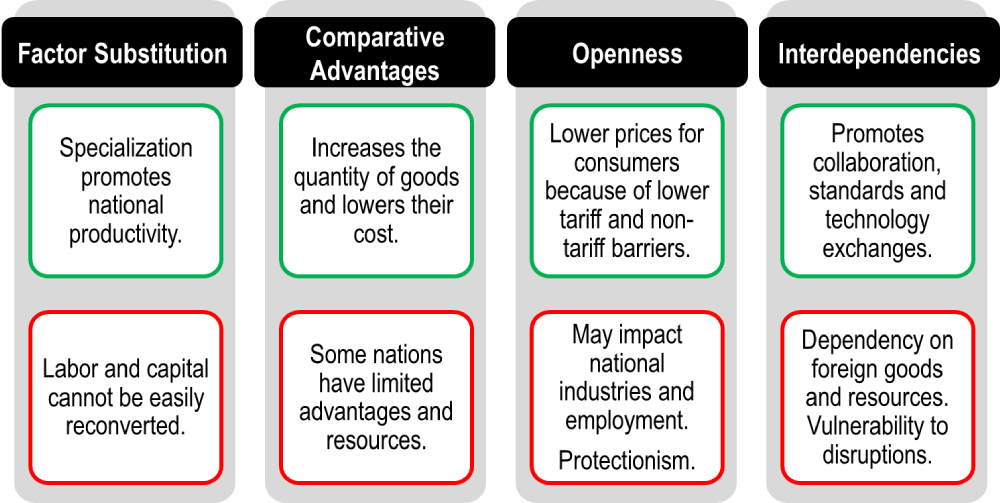 Factor Substitution
Comparative
Advantages
Openness
Interdependencies
Specialization
promotes
national
productivity.
Increases the
quantity of goods
and lowers their
cost.
Lower prices for
consumers
because of lower
tariff and non-
tariff barriers.
Promotes
collaboration,
standards and
technology
exchanges.
Labor and capital
cannot be easily
reconverted.
Some nations
have limited
advantages and
resources.
May impact
national
industries and
employment.
Protectionism.
Dependency on
foreign goods
and resources.
Vulnerability to
disruptions.